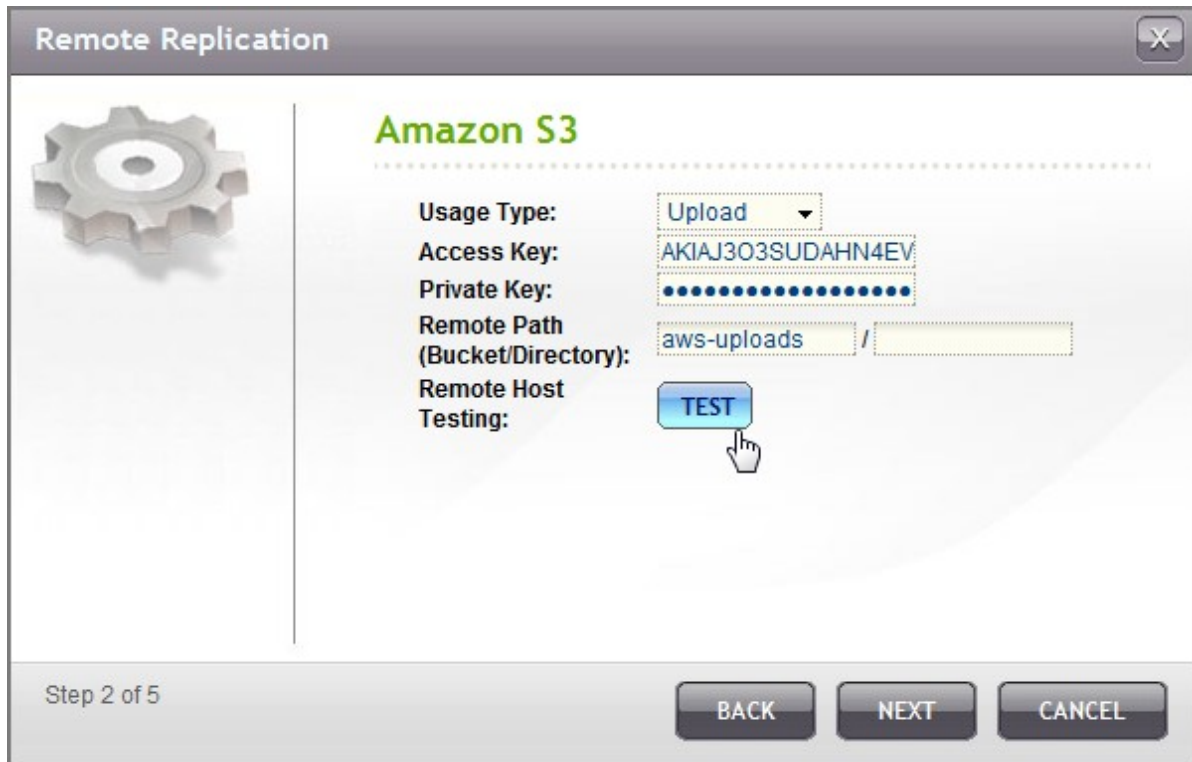 Remote Replication
X
Amazon S3
Usage Type: Upload
Access Key: AKIAJ3O3SUDAHN4EV
Private Key: ••••••••••••••••••
Remote Path
(Bucket/Directory): aws-uploads /
Remote Host
Testing: TEST
Step 2 of 5
BACK NEXT CANCEL